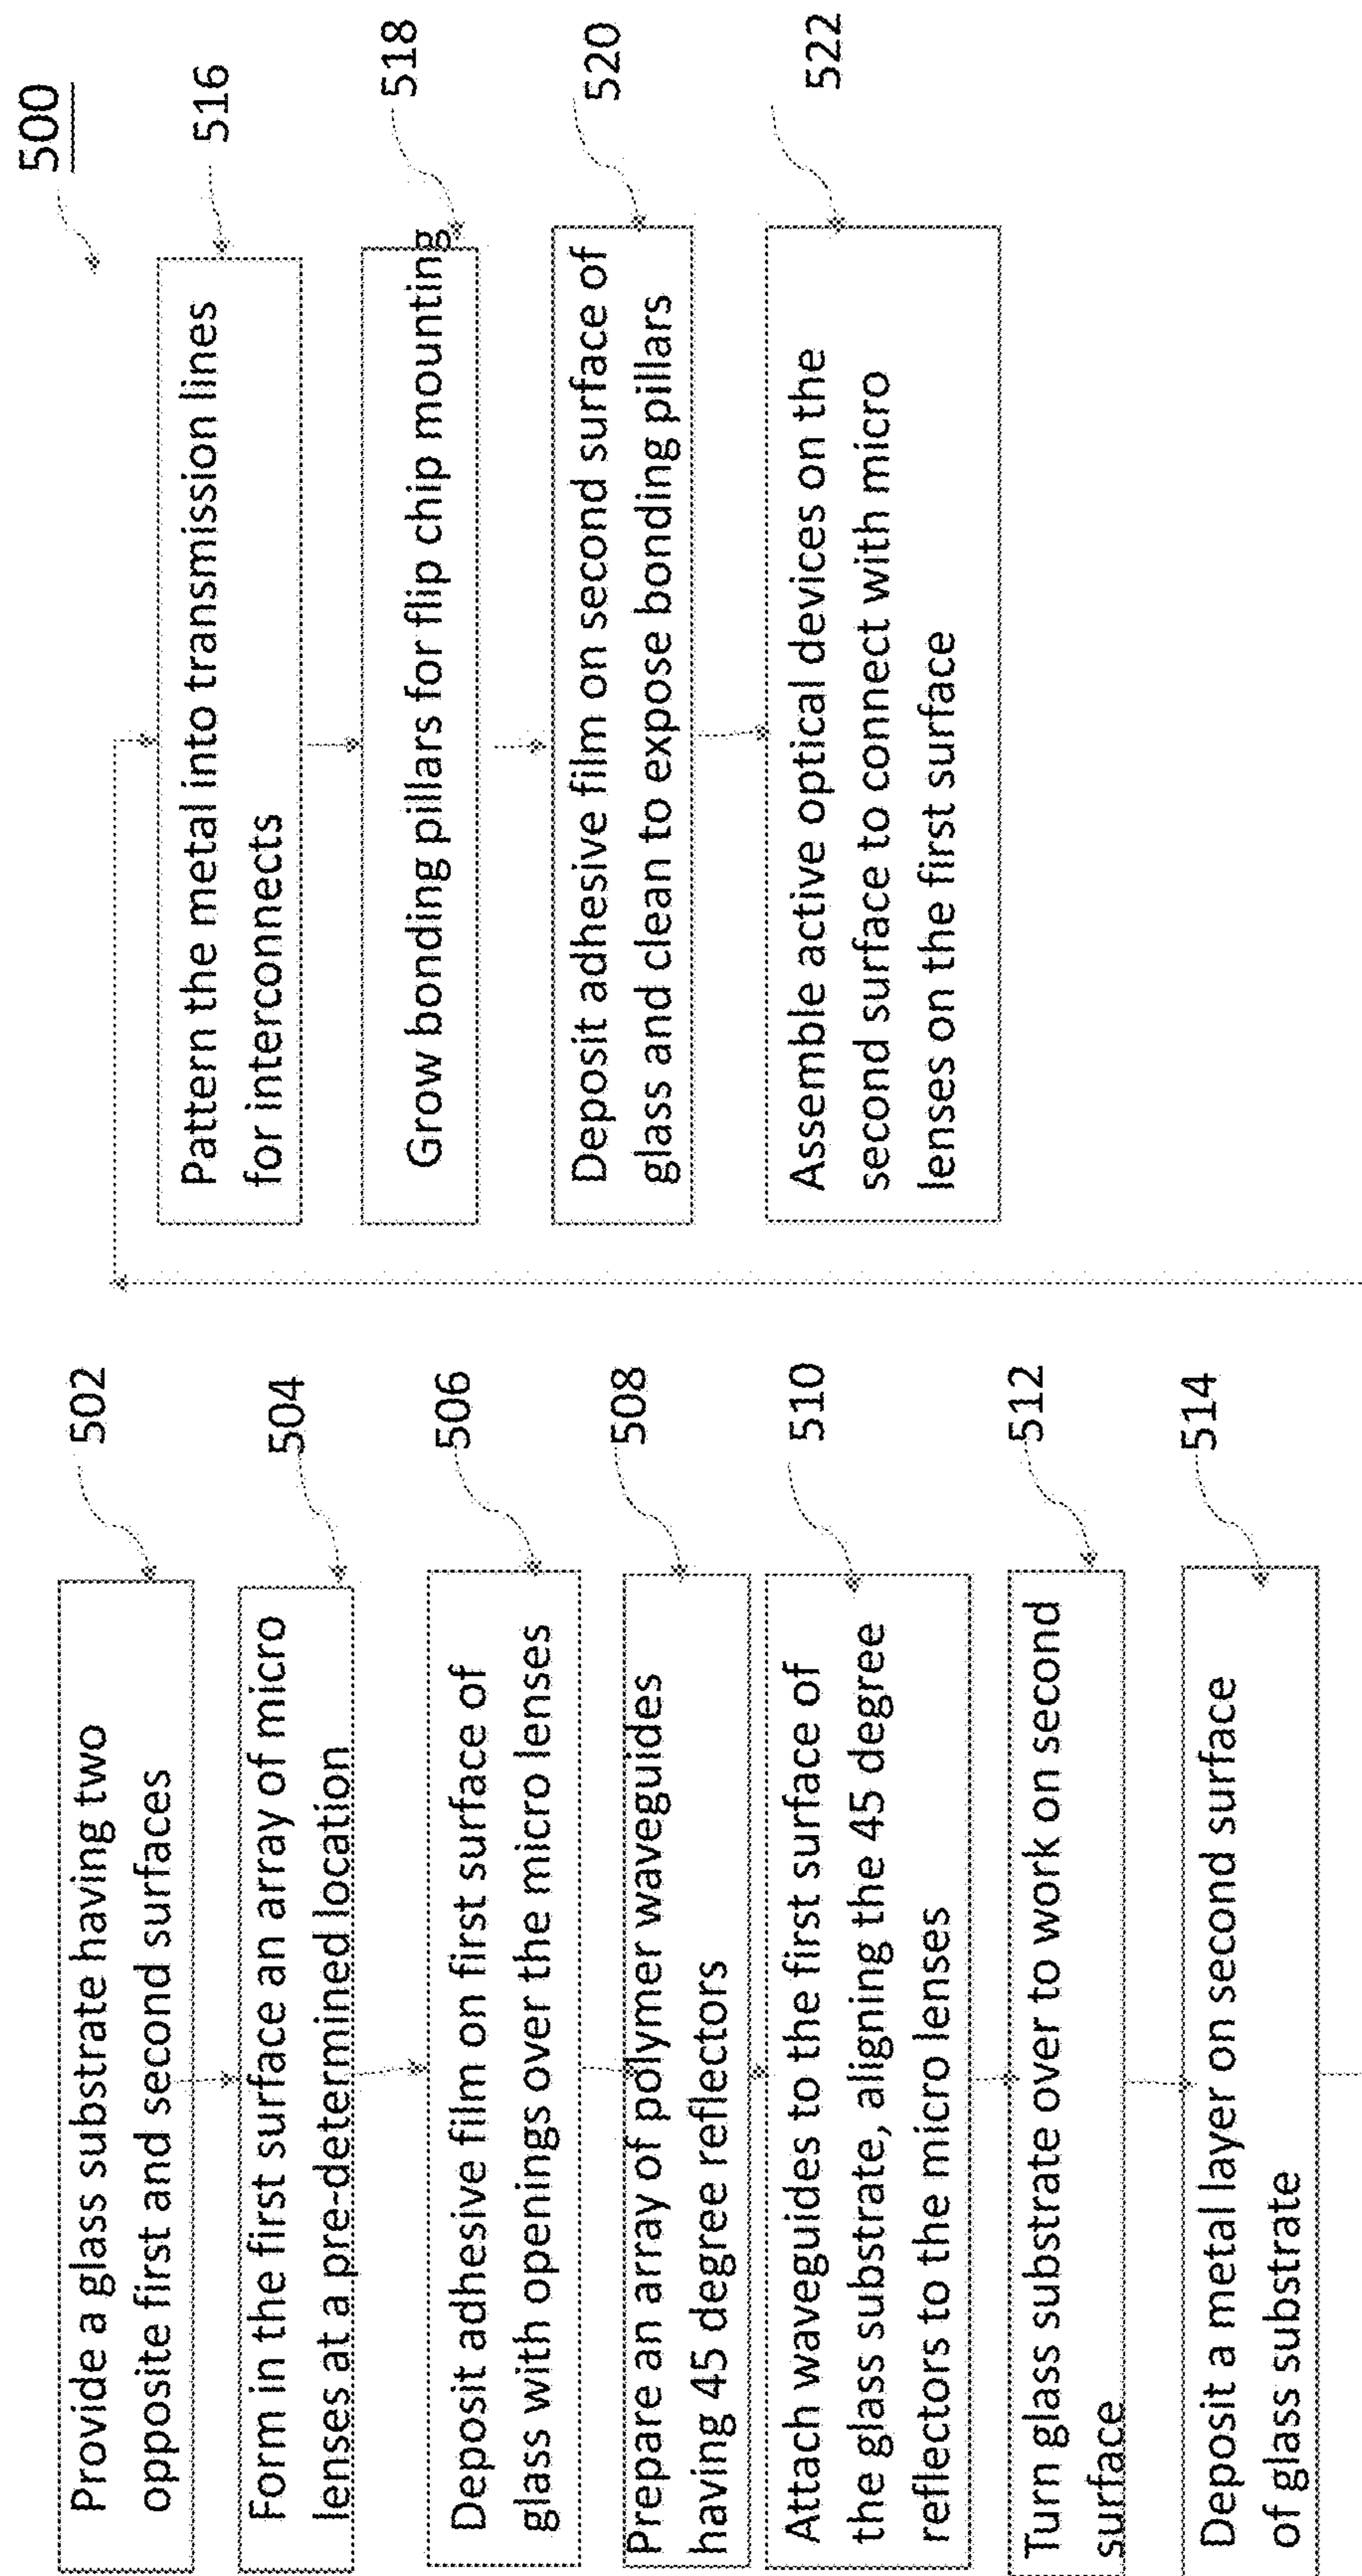 500
Provide a glass substrate having two
opposite first and second surfaces
502
Form in the first surface an array of micro
lenses at a pre-determined location
504
Deposit adhesive film on first surface of
glass with openings over the micro lenses
506
Prepare an array of polymer waveguides
having 45 degree reflectors
508
Attach waveguides to the first surface of
the glass substrate, aligning the 45 degree
reflectors to the micro lenses
510
Turn glass substrate over to work on second
surface
512
Deposit a metal layer on second surface
of glass substrate
514
Pattern the metal into transmission lines
for interconnects
516
Grow bonding pillars for flip chip mounting
518
Deposit adhesive film on second surface of
glass and clean to expose bonding pillars
520
Assemble active optical devices on the
second surface to connect with micro
lenses on the first surface
522